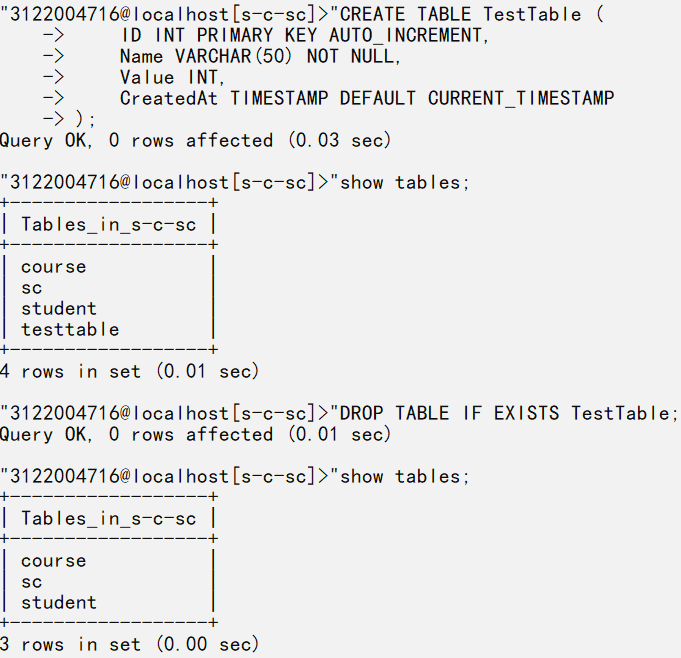 "3122004716@localhost[s-c-sc]>"CREATE TABLE TestTable (
    ->     ID INT PRIMARY KEY AUTO_INCREMENT,
    ->     Name VARCHAR(50) NOT NULL,
    ->     Value INT,
    ->     CreatedAt TIMESTAMP DEFAULT CURRENT_TIMESTAMP
    -> );
Query OK, 0 rows affected (0.03 sec)

"3122004716@localhost[s-c-sc]>"show tables;
+------------------+
| Tables_in_s-c-sc |
+------------------+
| course           |
| sc               |
| student          |
| testtable        |
+------------------+
4 rows in set (0.01 sec)

"3122004716@localhost[s-c-sc]>"DROP TABLE IF EXISTS TestTable;
Query OK, 0 rows affected (0.01 sec)

"3122004716@localhost[s-c-sc]>"show tables;
+------------------+
| Tables_in_s-c-sc |
+------------------+
| course           |
| sc               |
| student          |
+------------------+
3 rows in set (0.00 sec)